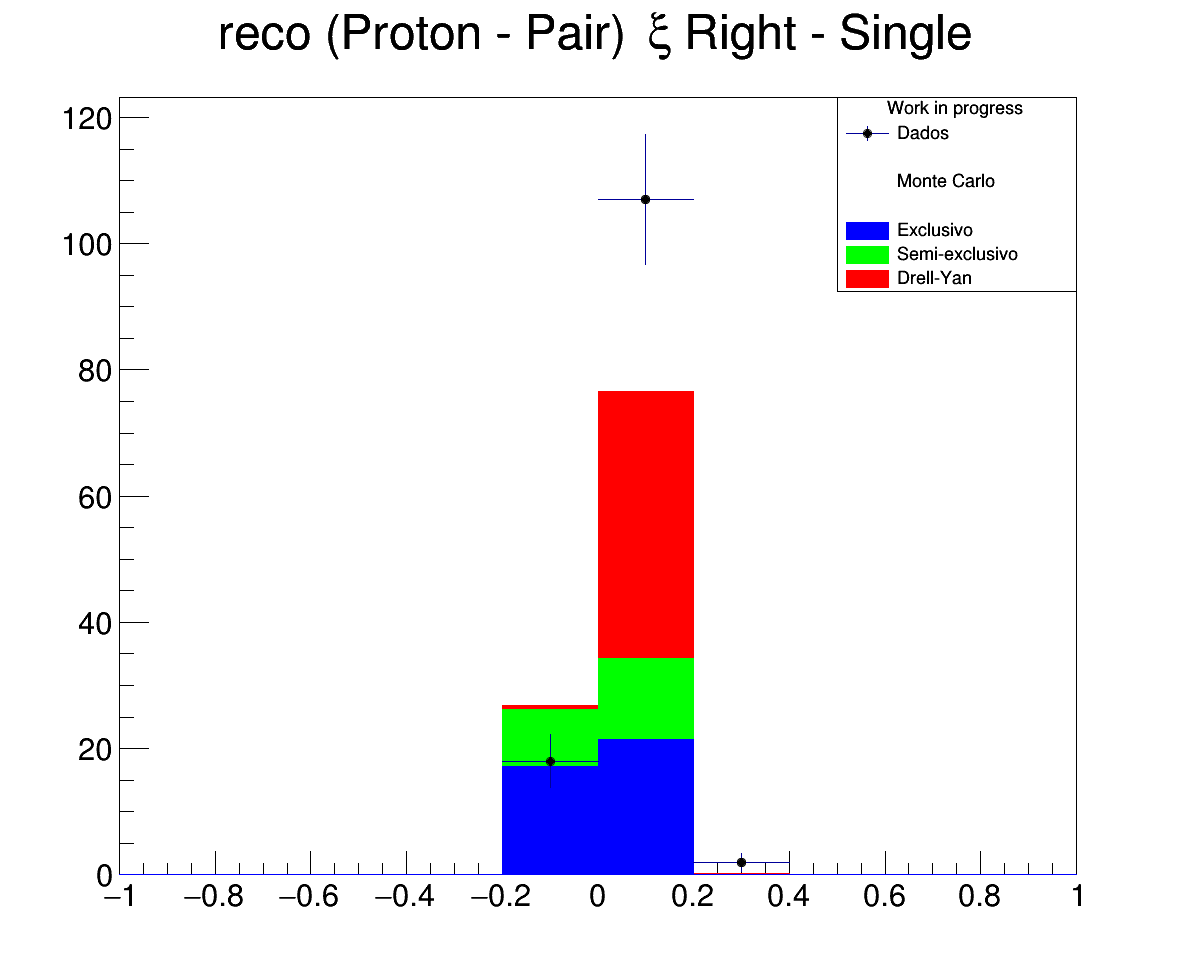 reco (Proton - Pair) ξ Right - Single
120
100
80
60
40
20
0
−1
−0.8
−0.6
−0.4
−0.2
0
0.2
0.4
0.6
0.8
1
Work in progress
Dados
Monte Carlo
Exclusivo
Semi-exclusivo
Drell-Yan